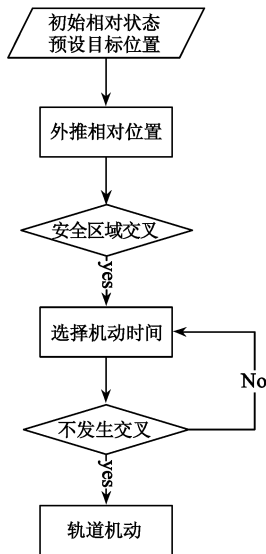 初始相对状态
预设目标位置
外推相对位置
安全区域交叉
yes
选择机动时间
No
不发生交叉
yes
轨道机动